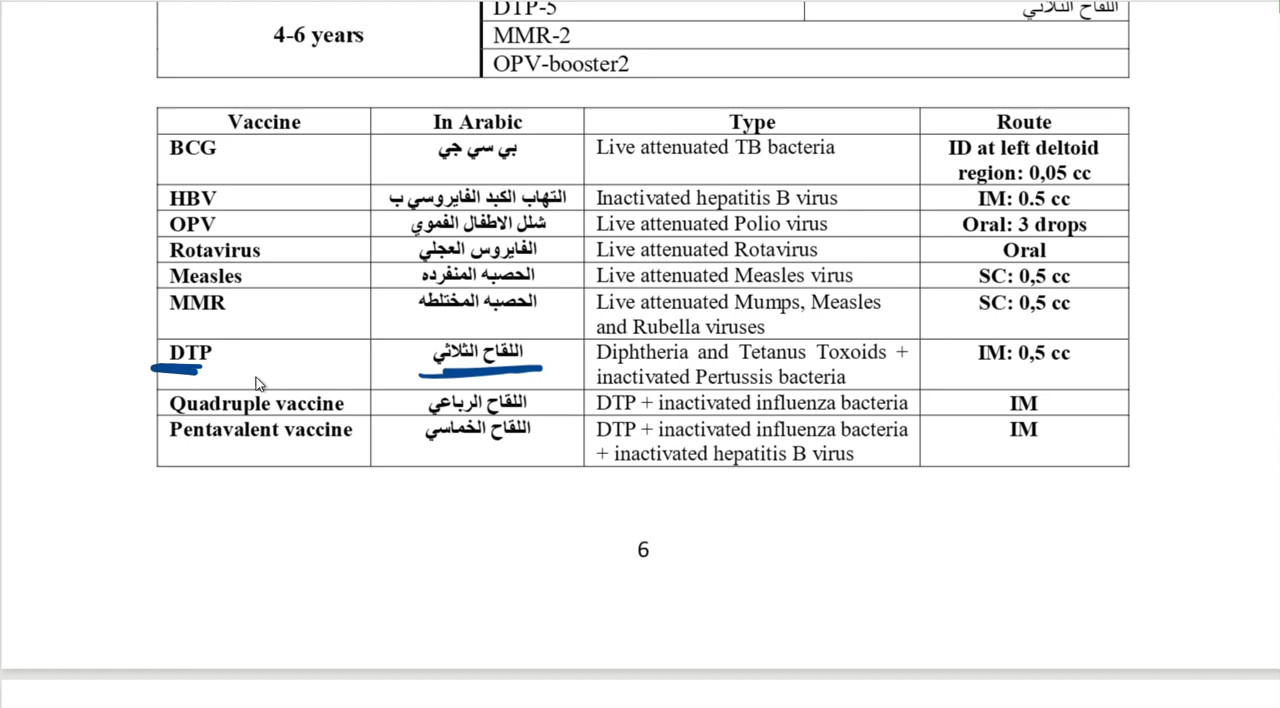 DTP-5 اللقاح الثلاثي
4-6 years
MMR-2
OPV-booster2
Vaccine In Arabic Type Route
BCG بي سي جي Live attenuated TB bacteria ID at left deltoid
region: 0,05 cc
HBV التهاب الكبد الفايروسي ب Inactivated hepatitis B virus IM: 0.5 cc
OPV شلل الاطفال الفموي Live attenuated Polio virus Oral: 3 drops
Rotavirus الفايروس العجلي Live attenuated Rotavirus Oral
Measles الحصبه المنفرده Live attenuated Measles virus SC: 0,5 cc
MMR الحصبه المختلطه Live attenuated Mumps, Measles SC: 0,5 cc
and Rubella viruses
DTP اللقاح الثلاثي Diphtheria and Tetanus Toxoids + IM: 0,5 cc
inactivated Pertussis bacteria
Quadruple vaccine اللقاح الرباعي DTP + inactivated influenza bacteria IM
Pentavalent vaccine اللقاح الخماسي DTP + inactivated influenza bacteria IM
+ inactivated hepatitis B virus
6